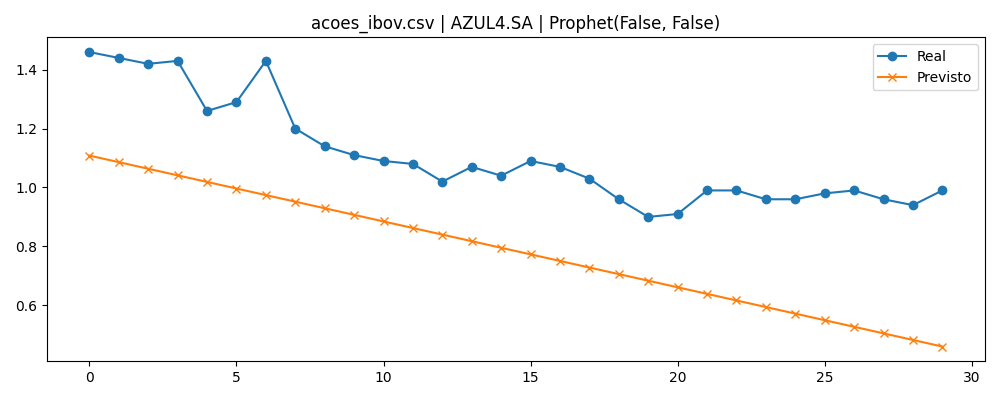 acoes_ibov.csv | AZUL4.SA | Prophet(False, False)
Real
Previsto
1.4
1.2
1.0
0.8
0.6
0 5 10 15 20 25 30